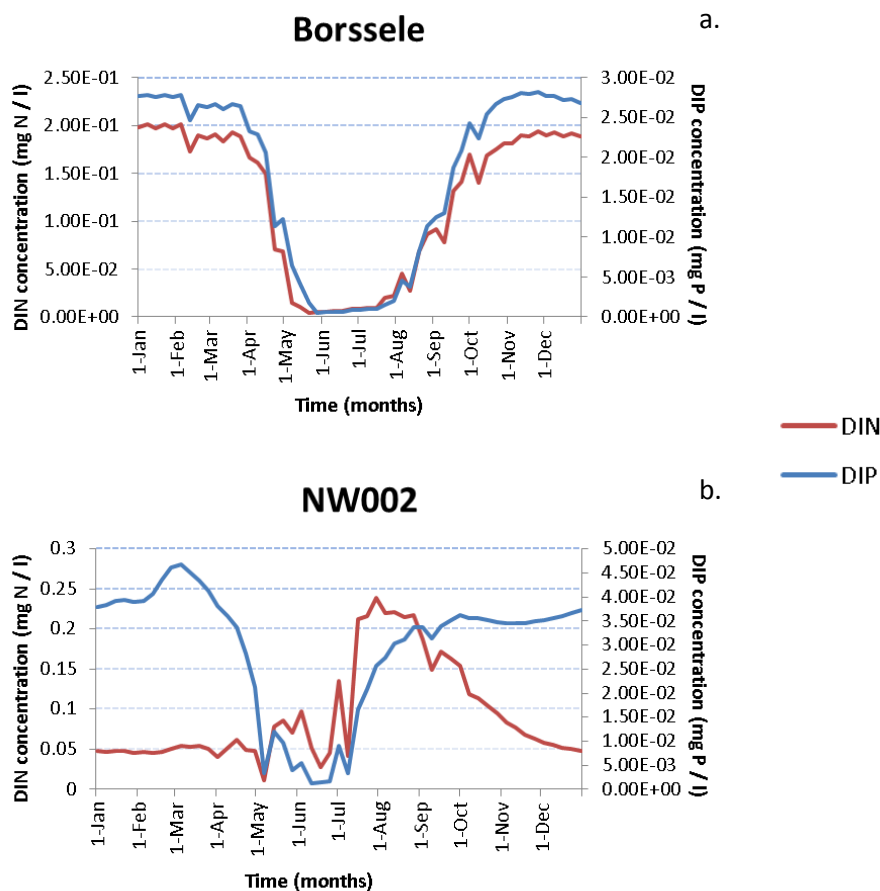 Borssele
a.
DIN concentration (mg N / l)
2.50E-01
2.00E-01
1.50E-01
1.00E-01
5.00E-02
0.00E+00
3.00E-02
2.50E-02
2.00E-02
1.50E-02
1.00E-02
5.00E-03
0.00E+00
DIP concentration (mg P / l)
1-Jan
1-Feb
1-Mar
1-Apr
1-May
1-Jun
1-Jul
1-Aug
1-Sep
1-Oct
1-Nov
1-Dec
Time (months)
DIN
DIP
NW002
b.
DIN concentration (mg N / l)
0.3
0.25
0.2
0.15
0.1
0.05
0
5.00E-02
4.50E-02
4.00E-02
3.50E-02
3.00E-02
2.50E-02
2.00E-02
1.50E-02
1.00E-02
5.00E-03
0.00E+00
DIP concentration (mg P / l)
1-Jan
1-Feb
1-Mar
1-Apr
1-May
1-Jun
1-Jul
1-Aug
1-Sep
1-Oct
1-Nov
1-Dec
Time (months)